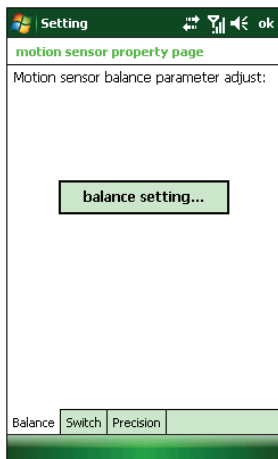 Setting ok
motion sensor property page
Motion sensor balance parameter adjust:
balance setting...
Balance Switch Precision